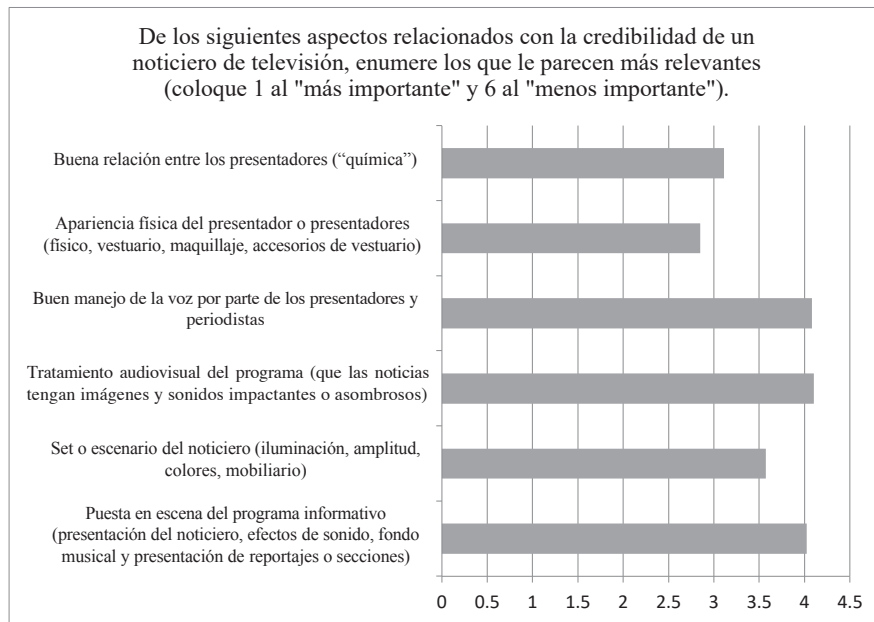 De los siguientes aspectos relacionados con la credibilidad de un
noticiero de televisión, enumere los que le parecen más relevantes
(coloque 1 al "más importante" y 6 al "menos importante").
Buena relación entre los presentadores (“química”)
Apariencia física del presentador o presentadores
(físico, vestuario, maquillaje, accesorios de vestuario)
Buen manejo de la voz por parte de los presentadores y
periodistas
Tratamiento audiovisual del programa (que las noticias
tengan imágenes y sonidos impactantes o asombrosos)
Set o escenario del noticiero (iluminación, amplitud,
colores, mobiliario)
Puesta en escena del programa informativo
(presentación del noticiero, efectos de sonido, fondo
musical y presentación de reportajes o secciones)
0 0.5 1 1.5 2 2.5 3 3.5 4 4.5